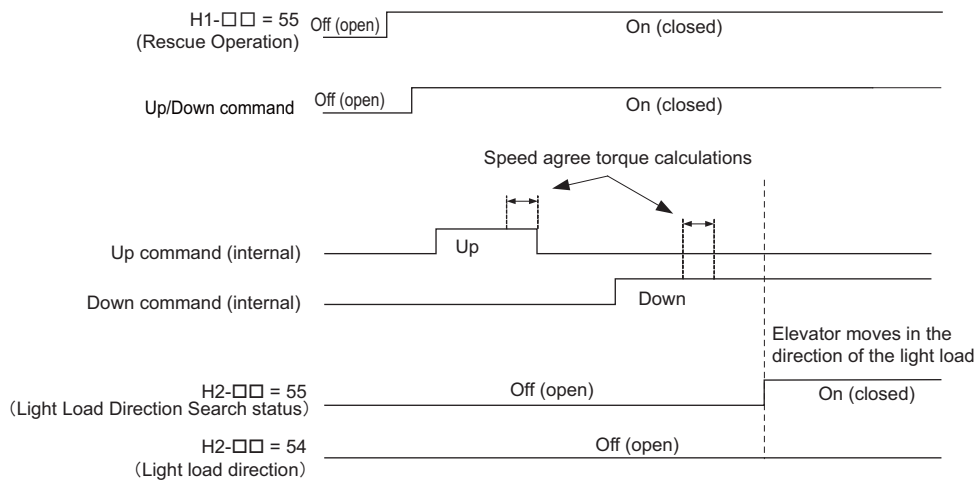 H1-□□ = 55
(Rescue Operation)
Off (open)
On (closed)
Up/Down command
Off (open)
On (closed)
Speed agree torque calculations
Up command (internal)
Up
Down command (internal)
Down
Elevator moves in the
direction of the light load
H2-□□ = 55
（Light Load Direction Search status）
Off (open)
On (closed)
H2-□□ = 54
（Light load direction）
Off (open)